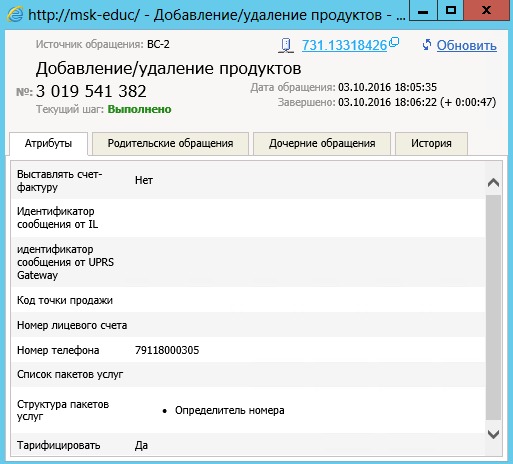 http://msk-educ/ - Добавление/удаление продуктов - ...
Источник обращения: ВС-2
731.13318426
Обновить
Добавление/удаление продуктов
№: 3 019 541 382
Текущий шаг: Выполнено
Дата обращения: 03.10.2016 18:05:35
Завершено: 03.10.2016 18:06:22 (+ 0:00:47)
Атрибуты Родительские обращения Дочерние обращения История
Выставлять счет-
фактуру
Нет
Идентификатор
сообщения от IL
идентификатор
сообщения от UPRS
Gateway
Код точки продажи
Номер лицевого счета
Номер телефона 79118000305
Список пакетов услуг
Структура пакетов
услуг
• Определитель номера
Тарифицировать Да